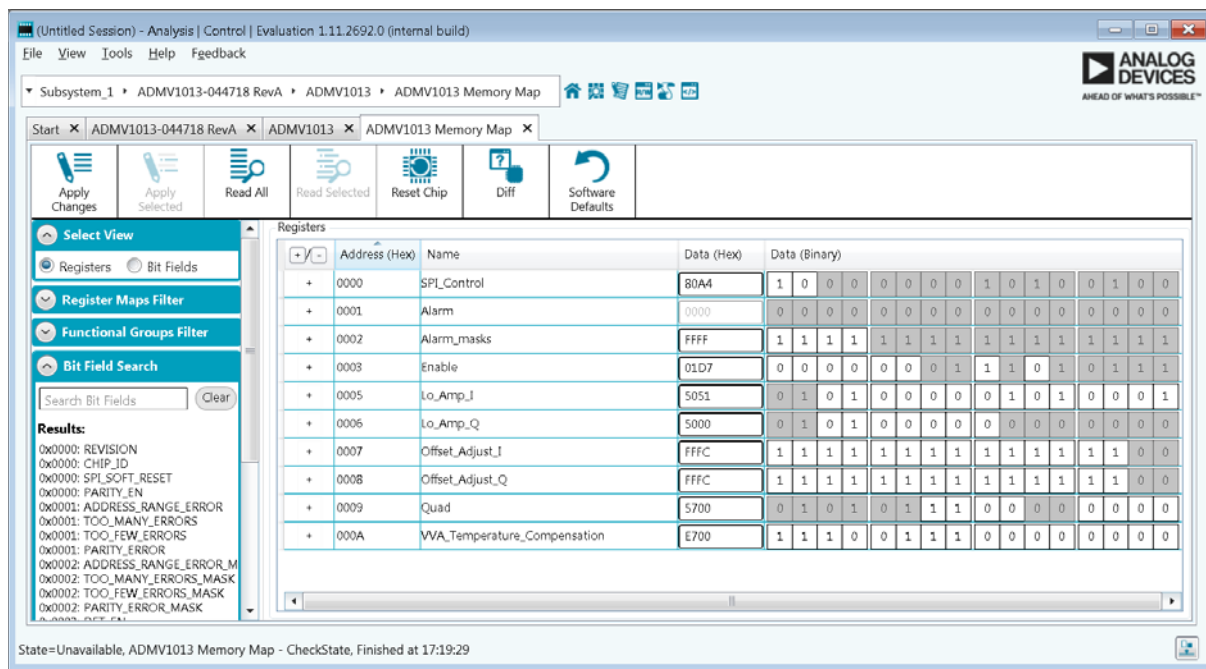 (Untitled Session) - Analysis | Control | Evaluation 1.11.2692.0 (internal build)
File View Tools Help Feedback
ANALOG
DEVICES
AHEAD OF WHAT'S POSSIBLE™
Subsystem_1 ADMV1013-044718 RevA ADMV1013 ADMV1013 Memory Map
Start ADMV1013-044718 RevA ADMV1013 ADMV1013 Memory Map
Apply Changes Apply Selected Read All Read Selected Reset Chip Diff Software Defaults
Select View
Registers Bit Fields
Register Maps Filter
Functional Groups Filter
Bit Field Search
Search Bit Fields Clear
Results:
0x0000: REVISION
0x0000: CHIP_ID
0x0000: SPI_SOFT_RESET
0x0000: PARITY_EN
0x0001: ADDRESS_RANGE_ERROR
0x0001: TOO_MANY_ERRORS
0x0001: TOO_FEW_ERRORS
0x0001: PARITY_ERROR
0x0002: ADDRESS_RANGE_ERROR_M
0x0002: TOO_MANY_ERRORS_MASK
0x0002: TOO_FEW_ERRORS_MASK
0x0002: PARITY_ERROR_MASK
Registers
+/- Address (Hex) Name Data (Hex) Data (Binary)
+ 0000 SPI_Control 80A4 1 0 0 0 0 0 0 0 1 0 1 0 0 1 0 0
+ 0001 Alarm 0000 0 0 0 0 0 0 0 0 0 0 0 0 0 0 0 0
+ 0002 Alarm_masks FFFF 1 1 1 1 1 1 1 1 1 1 1 1 1 1 1 1
+ 0003 Enable 01D7 0 0 0 0 0 0 0 1 1 1 0 1 0 1 1 1
+ 0005 Lo_Amp_I 5051 0 1 0 1 0 0 0 0 0 1 0 1 0 0 0 1
+ 0006 Lo_Amp_Q 5000 0 1 0 1 0 0 0 0 0 0 0 0 0 0 0 0
+ 0007 Offset_Adjust_I FFFC 1 1 1 1 1 1 1 1 1 1 1 1 1 1 0 0
+ 0008 Offset_Adjust_Q FFFC 1 1 1 1 1 1 1 1 1 1 1 1 1 1 0 0
+ 0009 Quad 5700 0 1 0 1 0 1 1 1 0 0 0 0 0 0 0 0
+ 000A VVA_Temperature_Compensation E700 1 1 1 0 0 1 1 1 0 0 0 0 0 0 0 0
State=Unavailable, ADMV1013 Memory Map - CheckState, Finished at 17:19:29